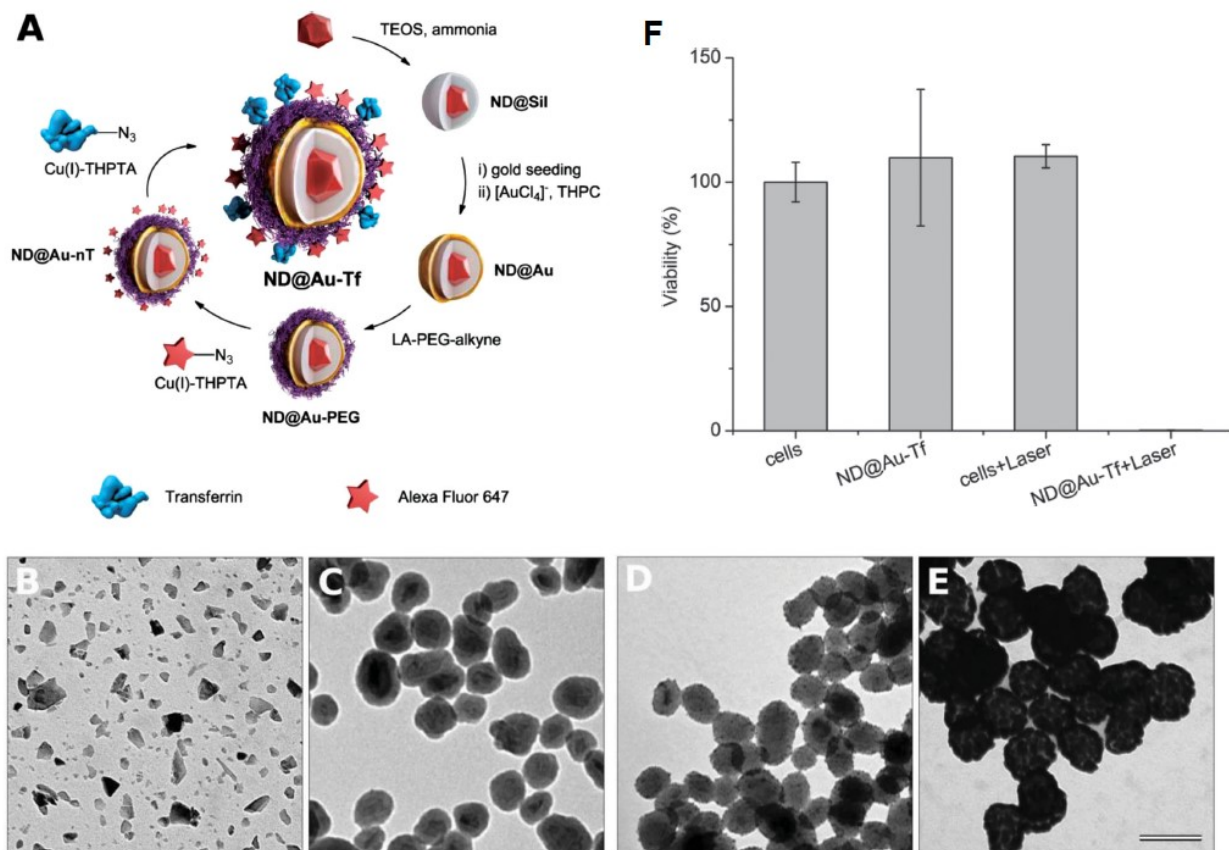 A
TEOS, ammonia
ND@Sil
i) gold seeding
ii) [AuCl₄]⁻, THPC
ND@Au
LA-PEG-alkyne
ND@Au-PEG
N₃
Cu(I)-THPTA
ND@Au-nT
N₃
Cu(I)-THPTA
ND@Au-Tf
Transferrin
Alexa Fluor 647
F
Viability (%)
150
100
50
0
cells
ND@Au-Tf
cells+Laser
ND@Au-Tf+Laser
B
C
D
E